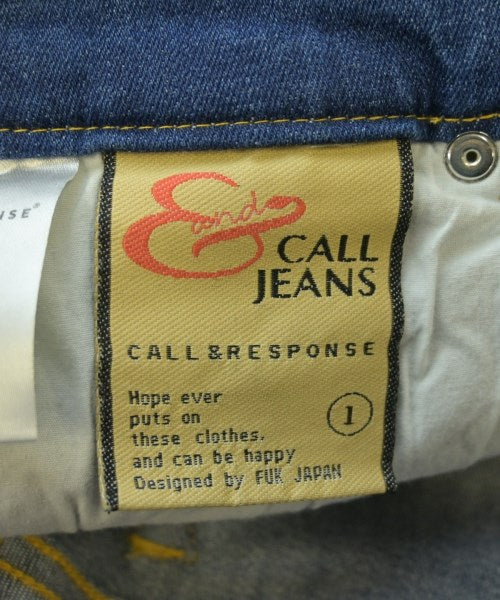 NSE®
& and
CALL
JEANS
CALL&RESPONSE
Hope ever
puts on
these clothes.
and can be happy
Designed by FUK JAPAN
1